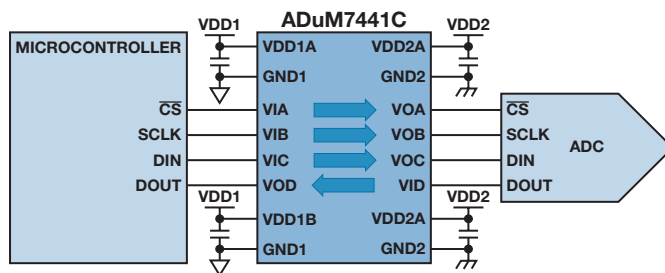 ADuM7441C
VDD1
VDD2
MICROCONTROLLER
VDD1A
VDD2A
GND1
GND2
CS
VIA
VOA
CS
SCLK
VIB
VOB
SCLK
DIN
VIC
VOC
DIN
ADC
DOUT
VOD
VID
DOUT
VDD1
VDD2
VDD1B
VDD2A
GND1
GND2